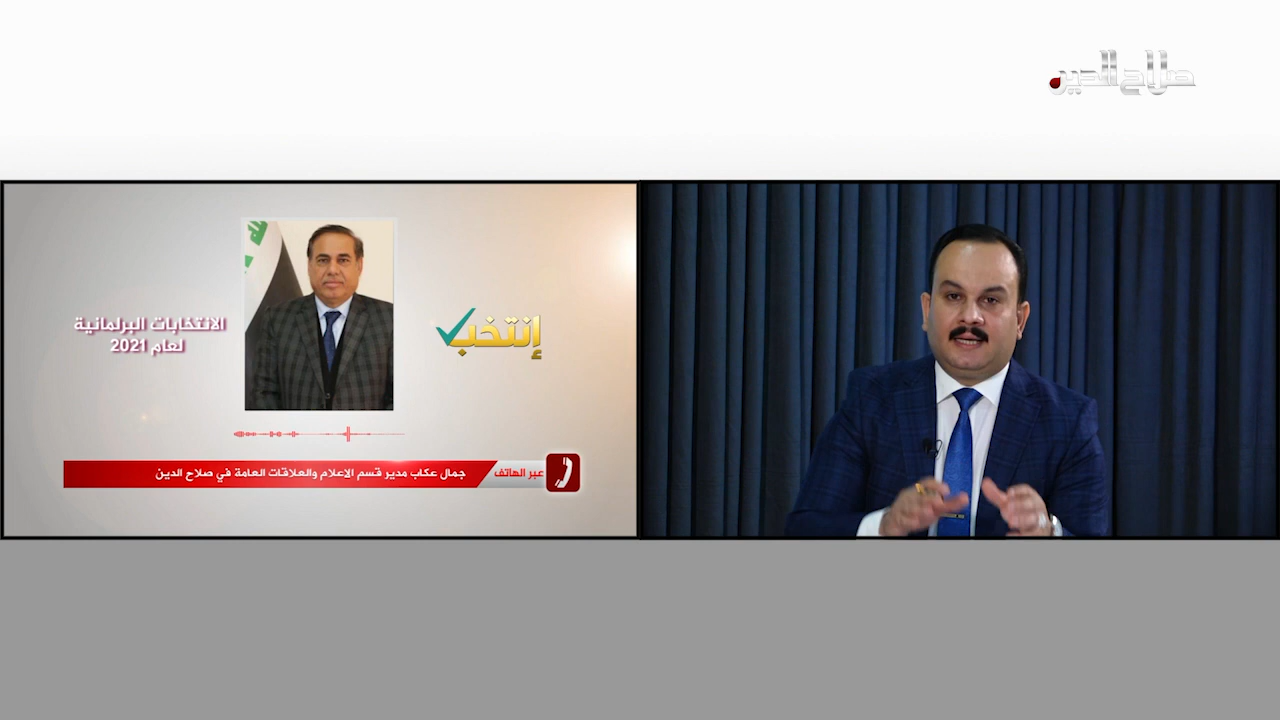 صلاح الدين
إنتخب
الانتخابات البرلمانية
لعام 2021
عبر الهاتف
جمال عكاب مدير قسم الاعلام والعلاقات العامة في صلاح الدين